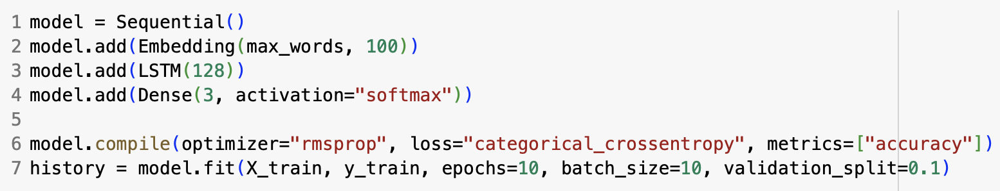 1 model = Sequential()
2 model.add(Embedding(max_words, 100))
3 model.add(LSTM(128))
4 model.add(Dense(3, activation="softmax"))
5
6 model.compile(optimizer="rmsprop", loss="categorical_crossentropy", metrics=["accuracy"])
7 history = model.fit(X_train, y_train, epochs=10, batch_size=10, validation_split=0.1)